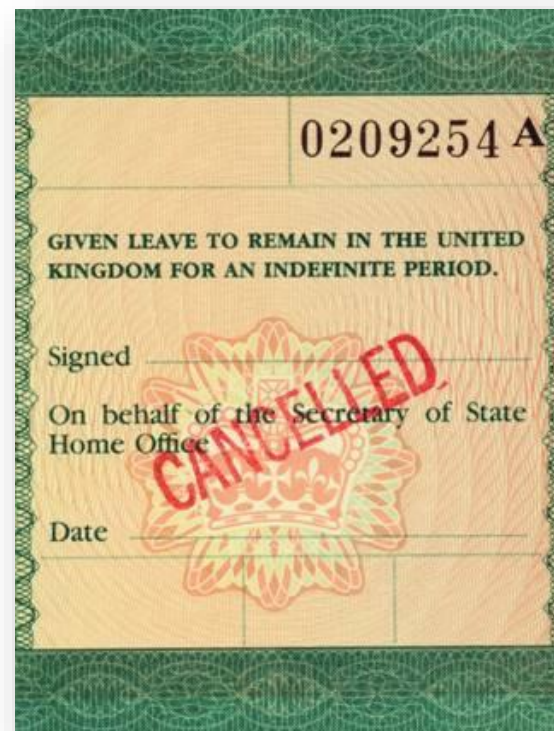 0209254 A
GIVEN LEAVE TO REMAIN IN THE UNITED
KINGDOM FOR AN INDEFINITE PERIOD.
Signed
On behalf of the Secretary of State
Home Office
CANCELLED
Date